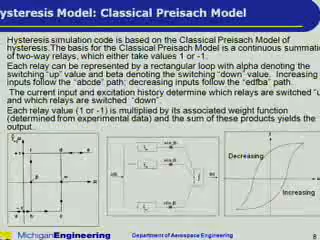 ysteresis Model: Classical Preisach Model
Hysteresis simulation code is based on the Classical Preisach Model of
hysteresis.The basis for the Classical Preisach Model is a continuous summati
of two-way relays, which either take values 1 or -1.
Each relay can be represented by a rectangular loop with alpha denoting the
switching "up" value and beta denoting the switching "down" value. Increasing
inputs follow the "abcde" path; decreasing inputs follow the "edfba" path.
The current input and excitation history determine which relays are switched "u
and which relays are switched "down".
Each relay value (1 or -1) is multiplied by its associated weight function
(determined from experimental data) and the sum of these products yields the
output.
Decreasing
Increasing
MichiganEngineering
Department of Aerospace Engineering
8